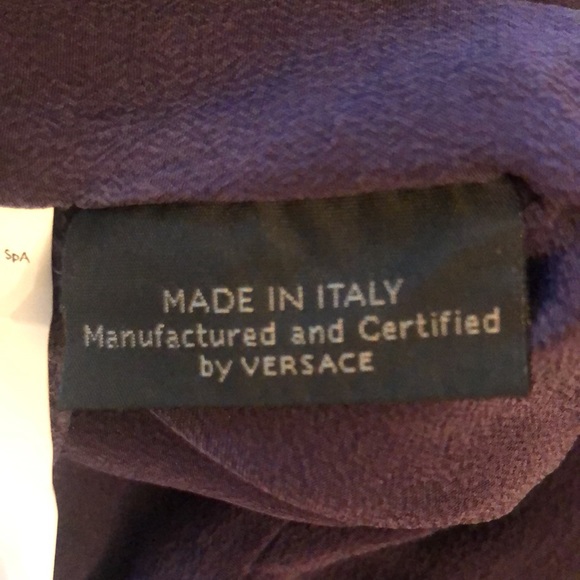 SpA
MADE IN ITALY
Manufactured and Certified
by VERSACE